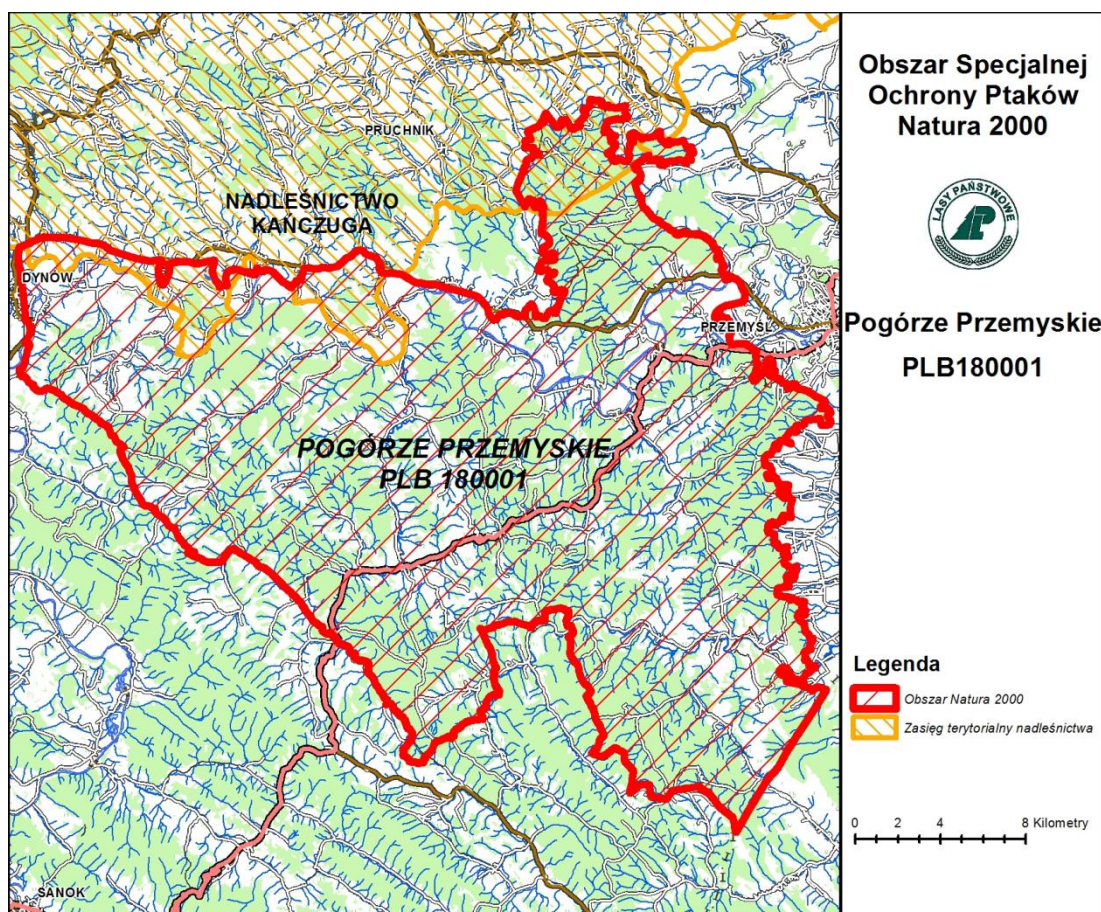 PRUCHNIK
NADLEŚNICTWO
KAŃCZUGA
DYNÓW
PRZEMYŚL
POGÓRZE PRZEMYSKIE
PLB 180001
SANOK
Obszar Specjalnej
Ochrony Ptaków
Natura 2000
LASY PAŃSTWOWE
Pogórze Przemyskie
PLB180001
Legenda
Obszar Natura 2000
Zasięg terytorialny nadleśnictwa
0 2 4 8 Kilometry